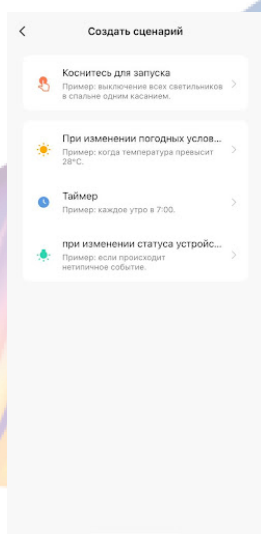 Создать сценарий
Коснитесь для запуска
Пример: выключение всех светильников
в спальне одним касанием.
При изменении погодных услов...
Пример: когда температура превысит
28°C.
Таймер
Пример: каждое утро в 7:00.
при изменении статуса устройс...
Пример: если происходит
нетипичное событие.